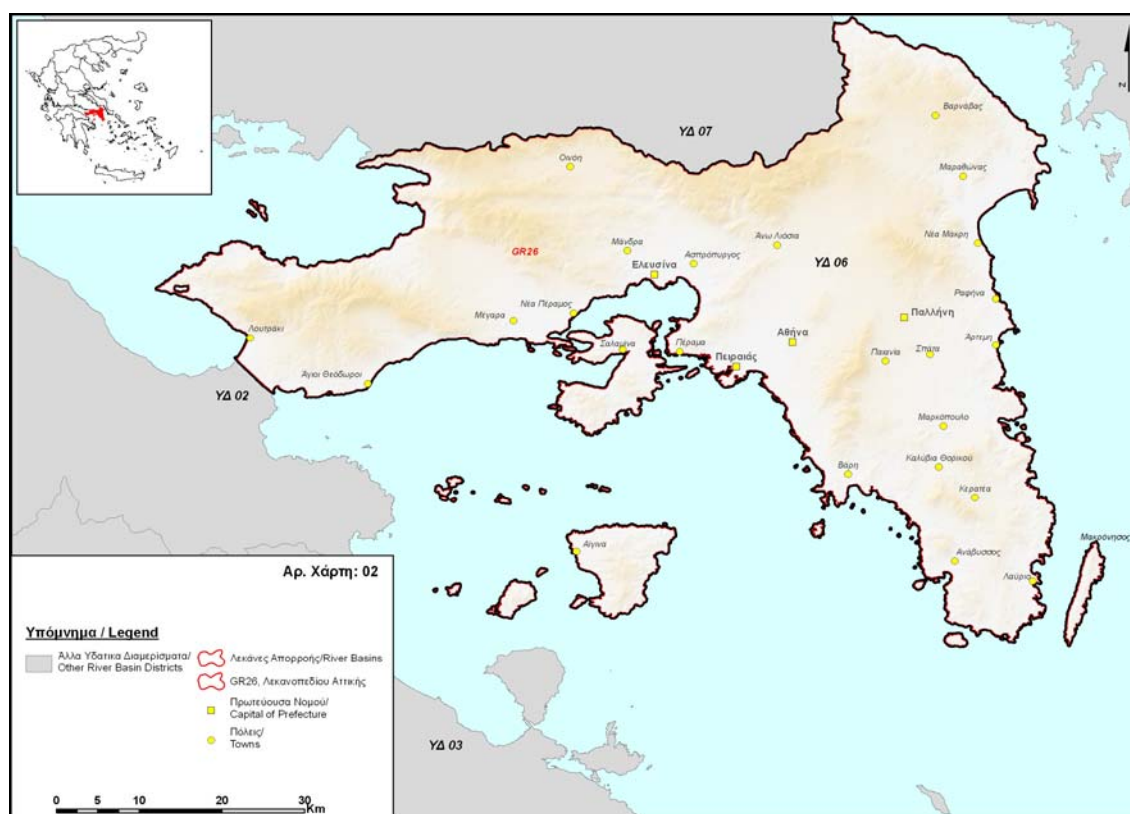 N
ΥΔ 07
Βαρνάβας
Οινόη
Μαραθώνας
Μάνδρα
Άνω Λιόσια
Νέα Μάκρη
GR26
Ασπρόπυργος
ΥΔ 06
Ελευσίνα
Ραφήνα
Νέα Πέραμος
Μέγαρα
Παλλήνη
Λουτράκι
Σαλαμίνα
Πέραμα
Αθήνα
Άρτεμη
Πειραιάς
Παιανία
Σπάτα
Άγιοι Θεόδωροι
ΥΔ 02
Μαρκόπουλο
Βάρη
Καλύβια Θορικού
Κερατέα
Μακρόνησος
Αίγινα
Ανάβυσσος
Λαύριο
Αρ. Χάρτη: 02
Υπόμνημα / Legend
Άλλα Υδατικα Διαμερίσματα/
Other River Basin Districts
Λεκάνες Απορροής/River Basins
GR26, Λεκανοπεδίου Αττικής
Πρωτεύουσα Νομού/
Capital of Prefecture
Πόλεις/
Towns
ΥΔ 03
0 5 10 20 30
Km